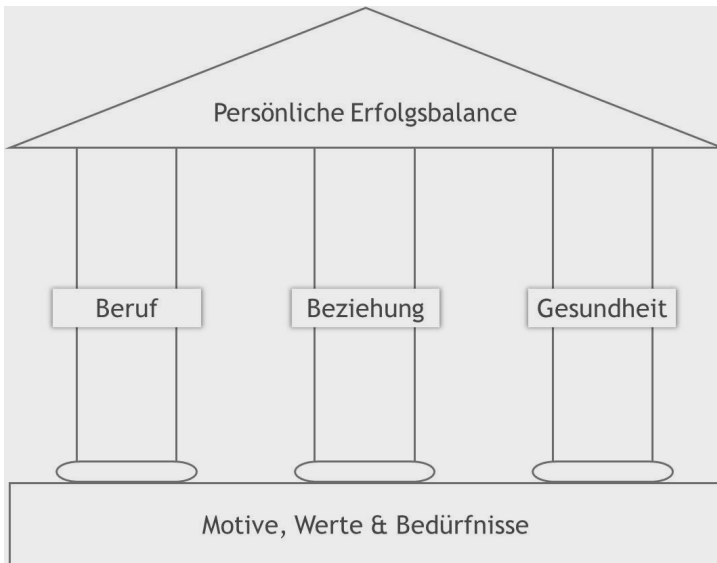 Persönliche Erfolgsbalance
Beruf
Beziehung
Gesundheit
Motive, Werte & Bedürfnisse